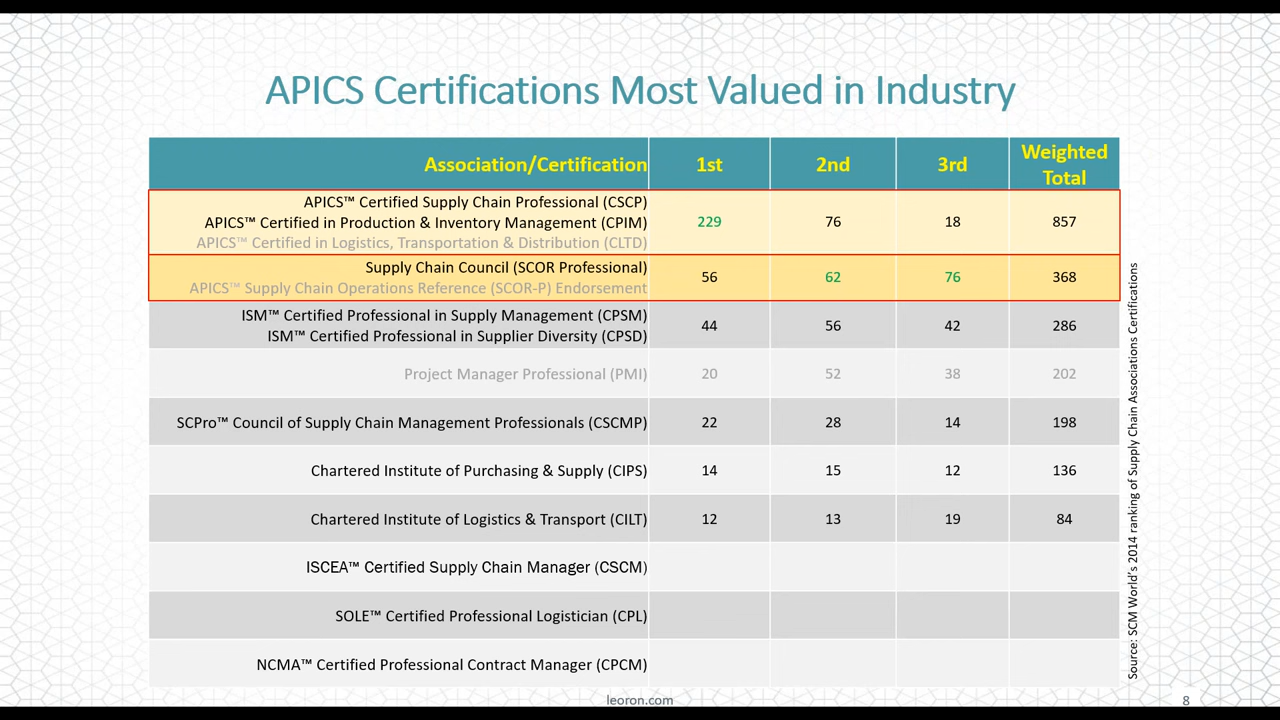 APICS Certifications Most Valued in Industry
Association/Certification 1st 2nd 3rd Weighted Total
APICS™ Certified Supply Chain Professional (CSCP)
APICS™ Certified in Production & Inventory Management (CPIM) 229 76 18 857
APICS™ Certified in Logistics, Transportation & Distribution (CLTD)
Supply Chain Council (SCOR Professional) 56 62 76 368
APICS™ Supply Chain Operations Reference (SCOR-P) Endorsement
ISM™ Certified Professional in Supply Management (CPSM) 44 56 42 286
ISM™ Certified Professional in Supplier Diversity (CPSD)
Project Manager Professional (PMI) 20 52 38 202
SCPro™ Council of Supply Chain Management Professionals (CSCMP) 22 28 14 198
Chartered Institute of Purchasing & Supply (CIPS) 14 15 12 136
Chartered Institute of Logistics & Transport (CILT) 12 13 19 84
ISCEA™ Certified Supply Chain Manager (CSCM)
SOLE™ Certified Professional Logistician (CPL)
NCMA™ Certified Professional Contract Manager (CPCM)
Source: SCM World's 2014 ranking of Supply Chain Associations Certifications
leoron.com 8